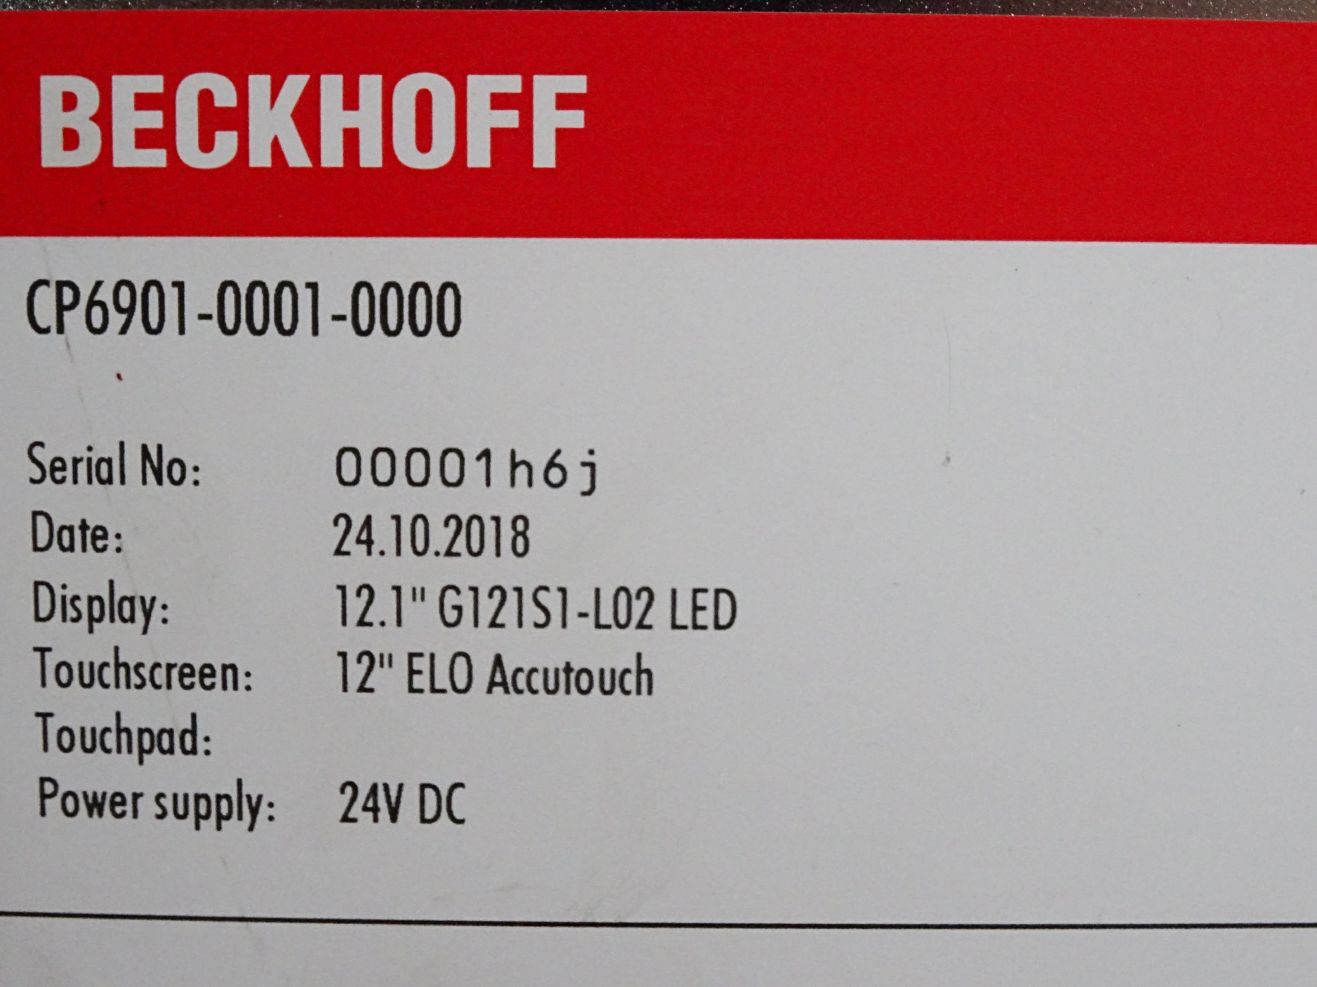 BECKHOFF
CP6901-0001-0000
Serial No: 00001h6j
Date: 24.10.2018
Display: 12.1" G121S1-L02 LED
Touchscreen: 12" ELO Accutouch
Touchpad:
Power supply: 24V DC